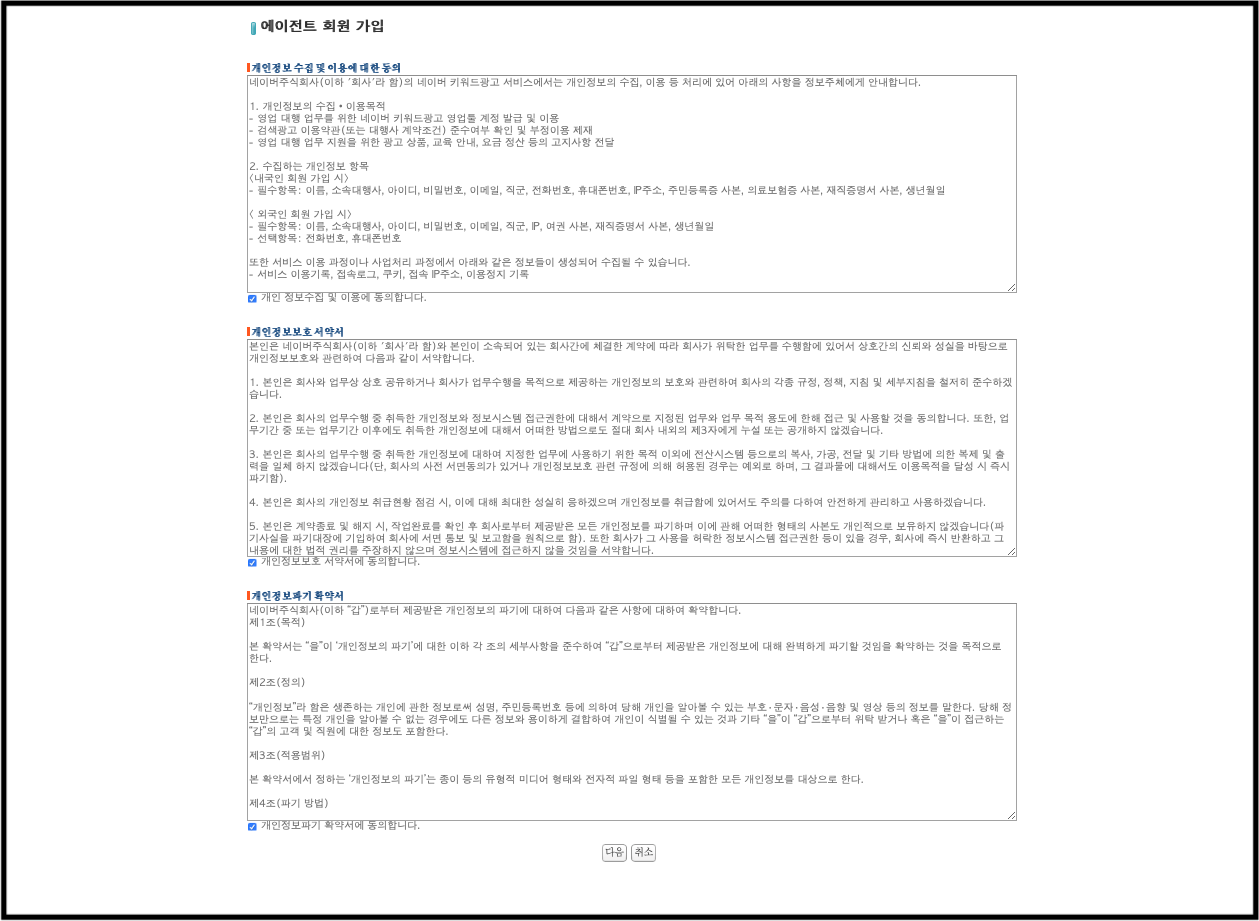 에이전트 회원 가입
개인정보 수집 및 이용에 대한 동의
네이버주식회사(이하 '회사'라 함)의 네이버 키워드광고 서비스에서는 개인정보의 수집, 이용 등 처리에 있어 아래의 사항을 정보주체에게 안내합니다.
1. 개인정보의 수집 • 이용목적
- 영업 대행 업무를 위한 네이버 키워드광고 영업툴 계정 발급 및 이용
- 검색광고 이용약관(또는 대행사 계약조건) 준수여부 확인 및 부정이용 제재
- 영업 대행 업무 지원을 위한 광고 상품, 교육 안내, 요금 정산 등의 고지사항 전달
2. 수집하는 개인정보 항목
<내국인 회원 가입 시>
- 필수항목: 이름, 소속대행사, 아이디, 비밀번호, 이메일, 직군, 전화번호, 휴대폰번호, IP주소, 주민등록증 사본, 의료보험증 사본, 재직증명서 사본, 생년월일
< 외국인 회원 가입 시>
- 필수항목: 이름, 소속대행사, 아이디, 비밀번호, 이메일, 직군, IP, 여권 사본, 재직증명서 사본, 생년월일
- 선택항목: 전화번호, 휴대폰번호
또한 서비스 이용 과정이나 사업처리 과정에서 아래와 같은 정보들이 생성되어 수집될 수 있습니다.
- 서비스 이용기록, 접속로그, 쿠키, 접속 IP주소, 이용정지 기록
개인 정보수집 및 이용에 동의합니다.
개인정보보호 서약서
본인은 네이버주식회사(이하 '회사'라 함)와 본인이 소속되어 있는 회사간에 체결한 계약에 따라 회사가 위탁한 업무를 수행함에 있어서 상호간의 신뢰와 성실을 바탕으로
개인정보보호와 관련하여 다음과 같이 서약합니다.
1. 본인은 회사와 업무상 상호 공유하거나 회사가 업무수행을 목적으로 제공하는 개인정보의 보호와 관련하여 회사의 각종 규정, 정책, 지침 및 세부지침을 철저히 준수하겠
습니다.
2. 본인은 회사의 업무수행 중 취득한 개인정보와 정보시스템 접근권한에 대해서 계약으로 지정된 업무와 업무 목적 용도에 한해 접근 및 사용할 것을 동의합니다. 또한, 업
무기간 중 또는 업무기간 이후에도 취득한 개인정보에 대해서 어떠한 방법으로도 절대 회사 내외의 제3자에게 누설 또는 공개하지 않겠습니다.
3. 본인은 회사의 업무수행 중 취득한 개인정보에 대하여 지정한 업무에 사용하기 위한 목적 이외에 전산시스템 등으로의 복사, 가공, 전달 및 기타 방법에 의한 복제 및 출
력을 일체 하지 않겠습니다(단, 회사의 사전 서면동의가 있거나 개인정보보호 관련 규정에 의해 허용된 경우는 예외로 하며, 그 결과물에 대해서도 이용목적을 달성 시 즉시
파기함).
4. 본인은 회사의 개인정보 취급현황 점검 시, 이에 대해 최대한 성실히 응하겠으며 개인정보를 취급함에 있어서도 주의를 다하여 안전하게 관리하고 사용하겠습니다.
5. 본인은 계약종료 및 해지 시, 작업완료를 확인 후 회사로부터 제공받은 모든 개인정보를 파기하며 이에 관해 어떠한 형태의 사본도 개인적으로 보유하지 않겠습니다(파
기사실을 파기대장에 기입하여 회사에 서면 통보 및 보고함을 원칙으로 함). 또한 회사가 그 사용을 허락한 정보시스템 접근권한 등이 있을 경우, 회사에 즉시 반환하고 그
내용에 대한 법적 권리를 주장하지 않으며 정보시스템에 접근하지 않을 것임을 서약합니다.
개인정보보호 서약서에 동의합니다.
개인정보파기 확약서
네이버주식회사(이하 "갑")로부터 제공받은 개인정보의 파기에 대하여 다음과 같은 사항에 대하여 확약합니다.
제1조(목적)
본 확약서는 "을"이 '개인정보의 파기'에 대한 이하 각 조의 세부사항을 준수하여 "갑"으로부터 제공받은 개인정보에 대해 완벽하게 파기할 것임을 확약하는 것을 목적으로
한다.
제2조(정의)
"개인정보"라 함은 생존하는 개인에 관한 정보로써 성명, 주민등록번호 등에 의하여 당해 개인을 알아볼 수 있는 부호·문자·음성·음향 및 영상 등의 정보를 말한다. 당해 정
보만으로는 특정 개인을 알아볼 수 없는 경우에도 다른 정보와 용이하게 결합하여 개인이 식별될 수 있는 것과 기타 "을"이 "갑"으로부터 위탁 받거나 혹은 "을"이 접근하는
"갑"의 고객 및 직원에 대한 정보도 포함한다.
제3조(적용범위)
본 확약서에서 정하는 '개인정보의 파기'는 종이 등의 유형적 미디어 형태와 전자적 파일 형태 등을 포함한 모든 개인정보를 대상으로 한다.
제4조(파기 방법)
개인정보파기 확약서에 동의합니다.
다음 취소